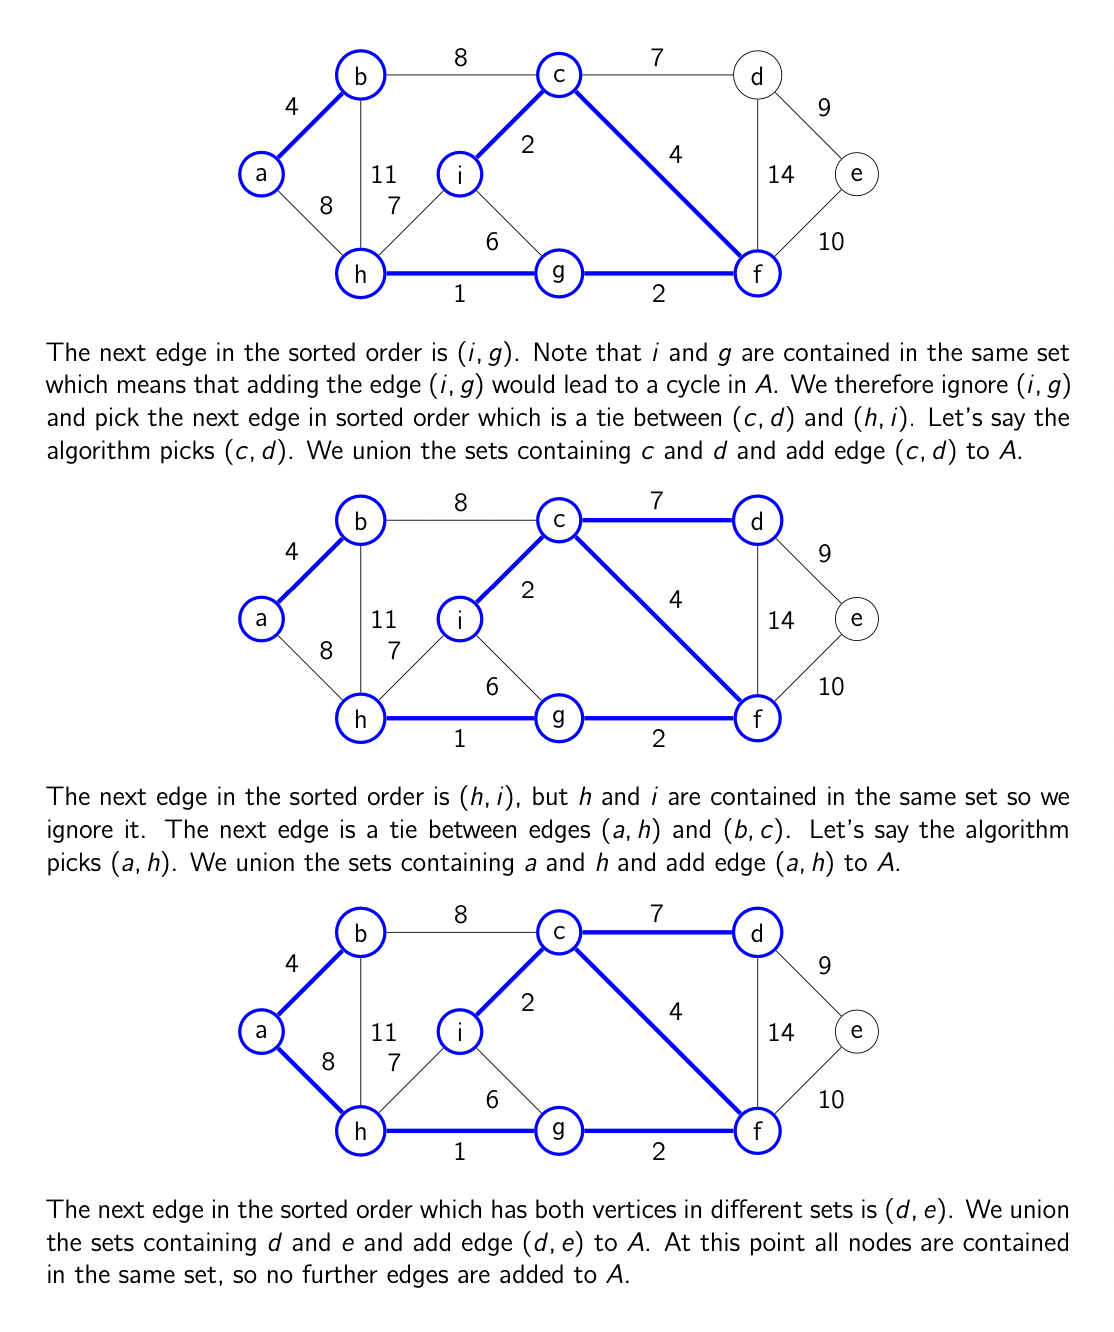 b 8 c 7 d
4 9
2 4
a 11 i 14 e
8 7 6 10
h g f
1 2
The next edge in the sorted order is (i, g). Note that i and g are contained in the same set
which means that adding the edge (i, g) would lead to a cycle in A. We therefore ignore (i, g)
and pick the next edge in sorted order which is a tie between (c, d) and (h, i). Let's say the
algorithm picks (c, d). We union the sets containing c and d and add edge (c, d) to A.
b 8 c 7 d
4 9
2 4
a 11 i 14 e
8 7 6 10
h g f
1 2
The next edge in the sorted order is (h, i), but h and i are contained in the same set so we
ignore it. The next edge is a tie between edges (a, h) and (b, c). Let's say the algorithm
picks (a, h). We union the sets containing a and h and add edge (a, h) to A.
b 8 c 7 d
4 9
2 4
a 11 i 14 e
8 7 6 10
h g f
1 2
The next edge in the sorted order which has both vertices in different sets is (d, e). We union
the sets containing d and e and add edge (d, e) to A. At this point all nodes are contained
in the same set, so no further edges are added to A.